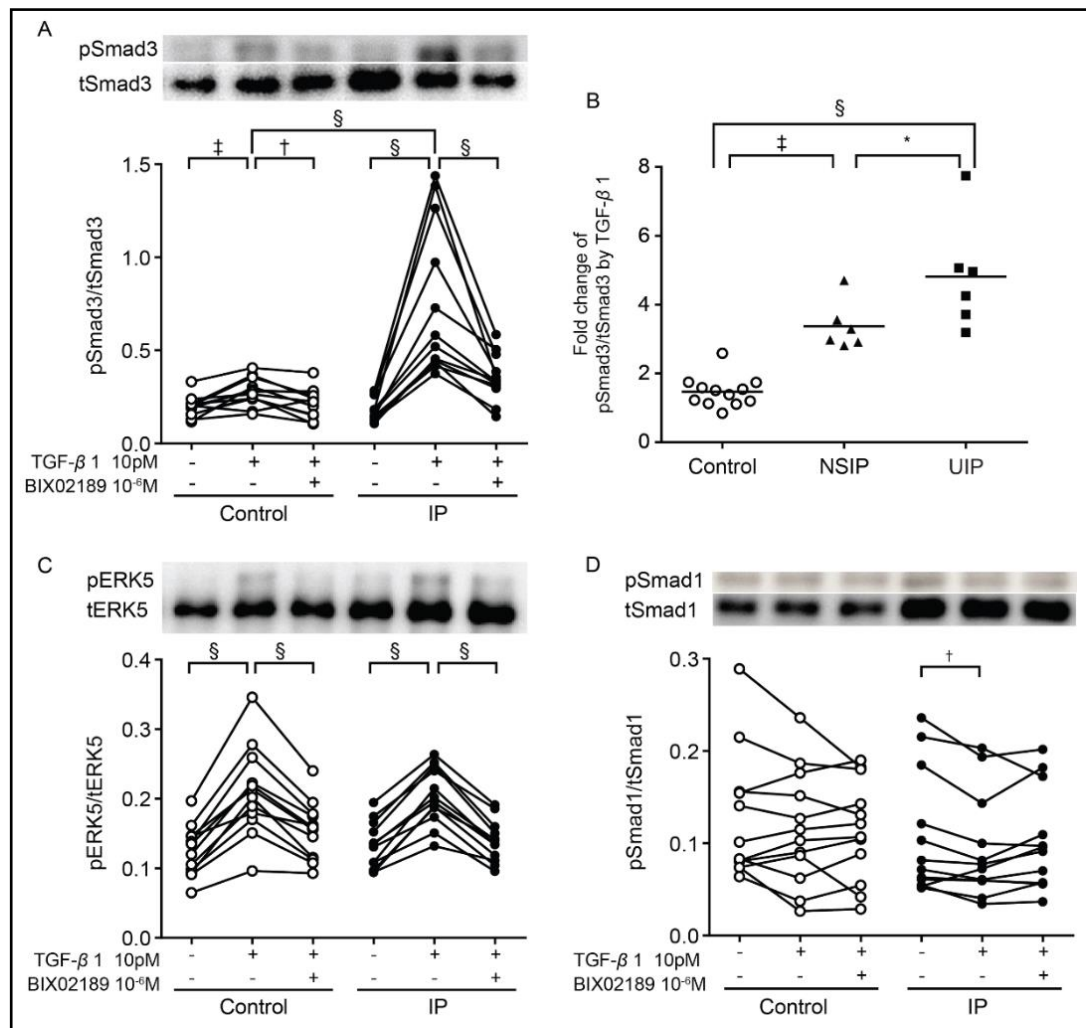 A
pSmad3
tSmad3
§
‡ † § §
1.5
1.0
0.5
0.0
pSmad3/tSmad3
TGF-β 1 10pM - + + - + +
BIX02189 10⁻⁶M - - + - - +
Control IP
B
§
‡ *
8
6
4
2
0
Fold change of
pSmad3/tSmad3 by TGF-β 1
Control NSIP UIP
C
pERK5
tERK5
§ § § §
0.4
0.3
0.2
0.1
0.0
pERK5/tERK5
TGF-β 1 10pM - + + - + +
BIX02189 10⁻⁶M - - + - - +
Control IP
D
pSmad1
tSmad1
†
0.3
0.2
0.1
0.0
pSmad1/tSmad1
TGF-β 1 10pM - + + - + +
BIX02189 10⁻⁶M - - + - - +
Control IP